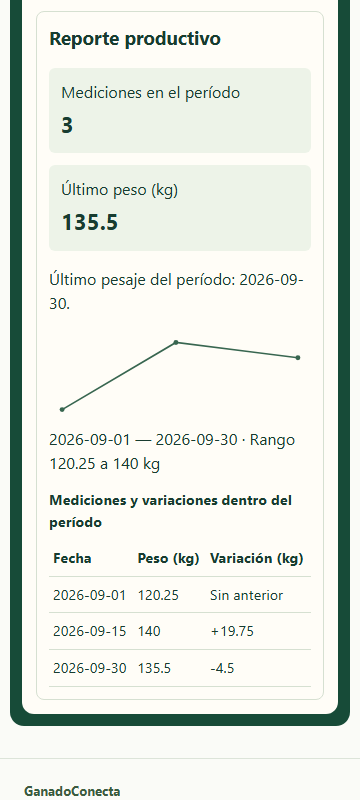 Reporte productivo
Mediciones en el período
3
Último peso (kg)
135.5
Último pesaje del período: 2026-09-
30.
2026-09-01 — 2026-09-30 · Rango
120.25 a 140 kg
Mediciones y variaciones dentro del
período
Fecha Peso (kg) Variación (kg)
2026-09-01 120.25 Sin anterior
2026-09-15 140 +19.75
2026-09-30 135.5 -4.5
GanadoConecta